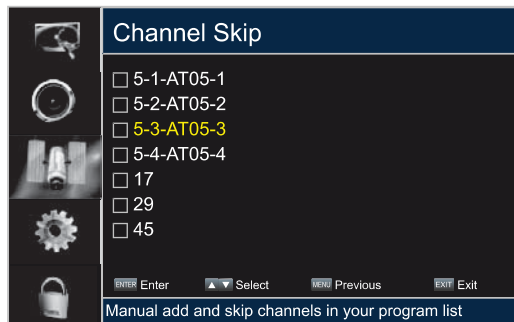 Channel Skip
5-1-AT05-1
5-2-AT05-2
5-3-AT05-3
5-4-AT05-4
17
29
45
ENTER Enter ▲ ▼ Select MENU Previous EXIT Exit
Manual add and skip channels in your program list